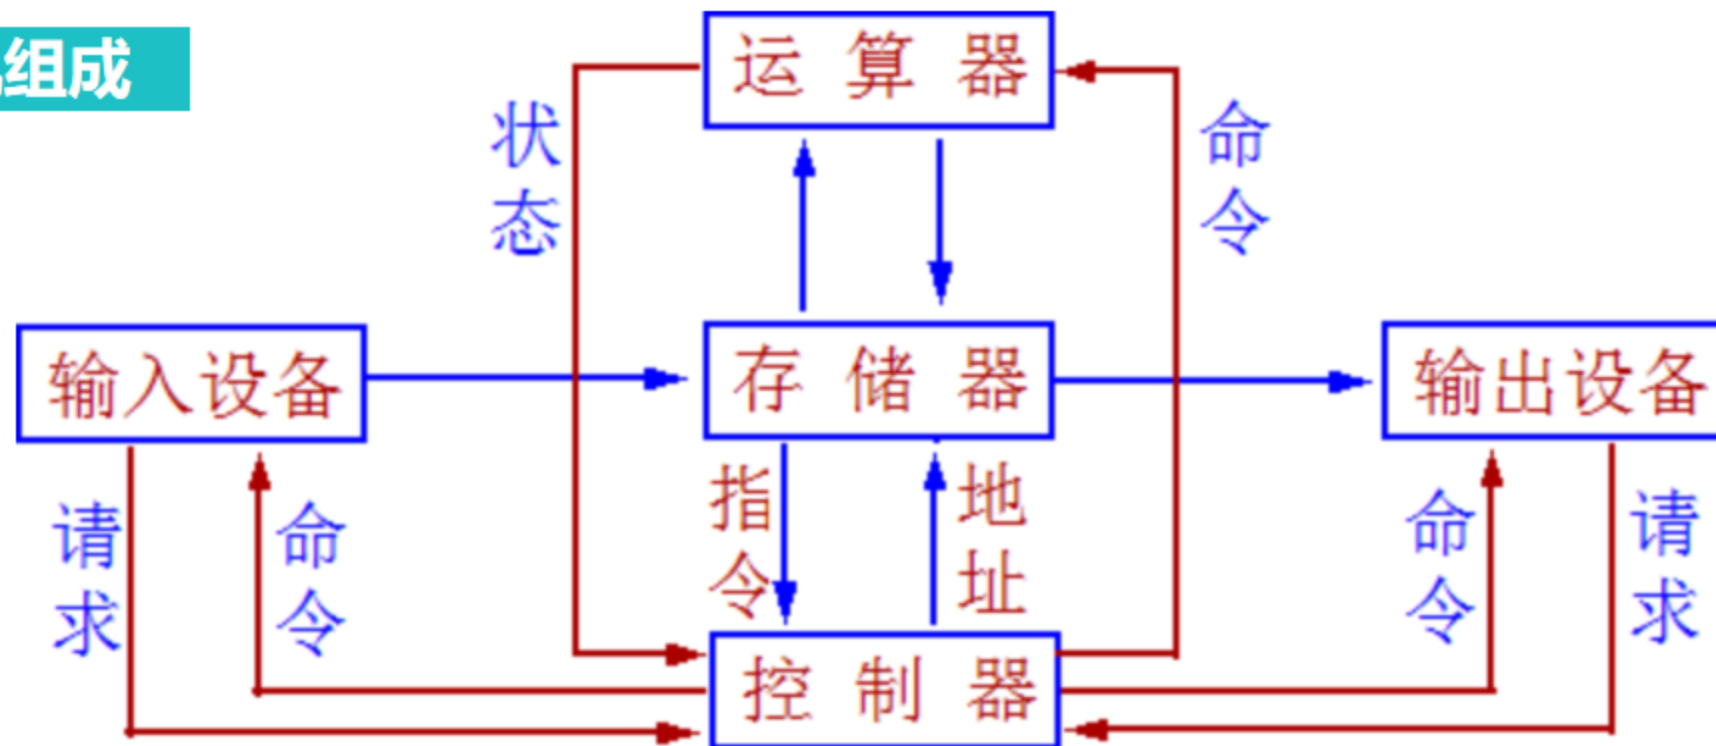 组成
运算器
状态
命令
输入设备
存储器
输出设备
请求
命令
指令
地址
命令
请求
控制器